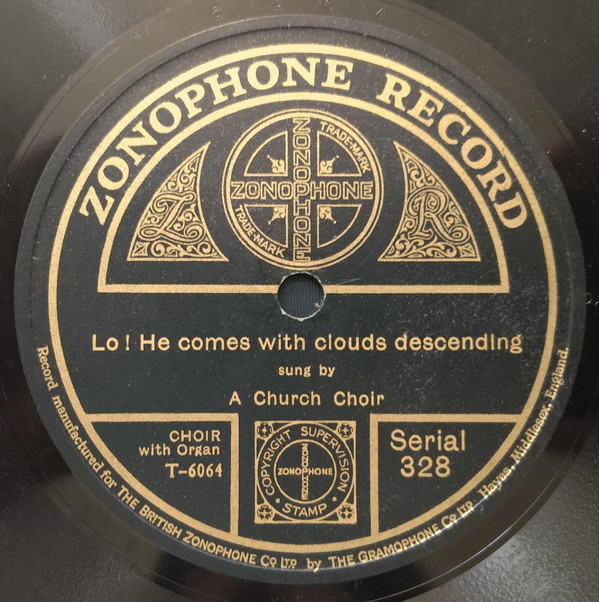 ZONOPHONE RECORD
ZONOPHONE
ZONOPHONE
TRADE-MARK
TRADE-MARK
Z
R
Lo! He comes with clouds descending
sung by
A Church Choir
CHOIR
with Organ
T-6064
COPYRIGHT SUPERVISION
STAMP
ZONOPHONE
ZONOPHONE
Serial
328
Record manufactured for THE BRITISH ZONOPHONE Co LTD by THE GRAMOPHONE Co LTD Hayes, Middlesex, England.